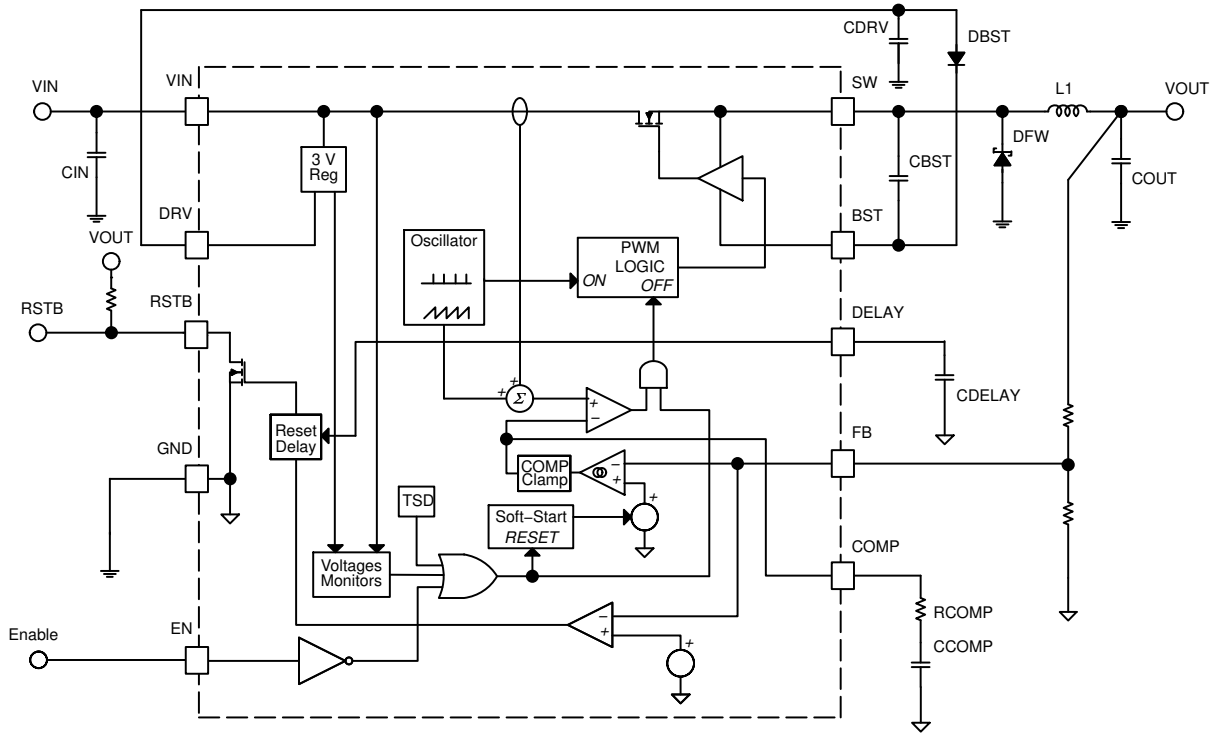 CDRV
DBST
VIN
VIN
SW
L1
VOUT
CIN
3 V
Reg
DFW
CBST
COUT
DRV
BST
VOUT
Oscillator
PWM
LOGIC
ON
OFF
RSTB
RSTB
DELAY
+
+
Σ
+
−
CDELAY
Reset
Delay
GND
FB
COMP
Clamp
−
+
+
TSD
Soft−Start
RESET
COMP
Voltages
Monitors
RCOMP
CCOMP
EN
Enable
−
+
+